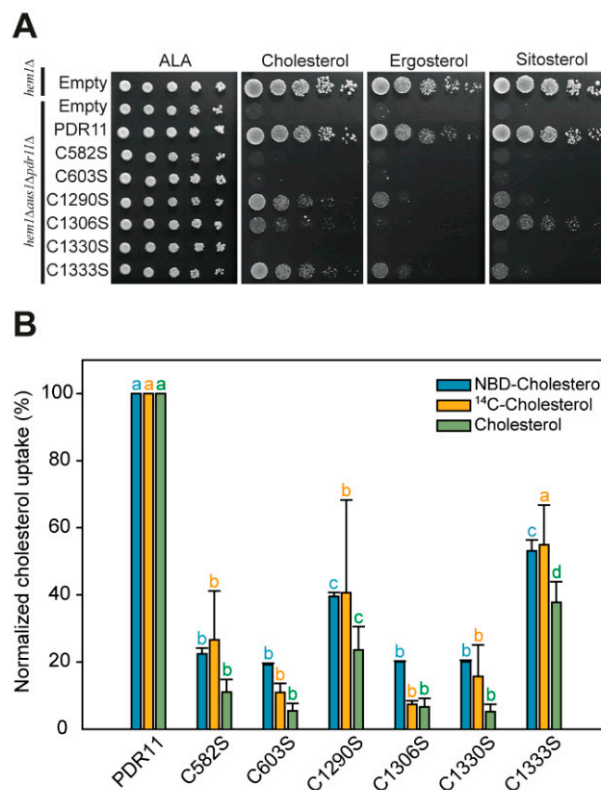 A
ALA Cholesterol Ergosterol Sitosterol
hem1Δ
Empty
hem1Δaus1Δpdr11Δ
Empty
PDR11
C582S
C603S
C1290S
C1306S
C1330S
C1333S
B
Normalized cholesterol uptake (%)
100
80
60
40
20
0
NBD-Cholesterol
¹⁴C-Cholesterol
Cholesterol
a a a
b b b
b b b
c b c
b b b
b b b
c a d
PDR11 C582S C603S C1290S C1306S C1330S C1333S